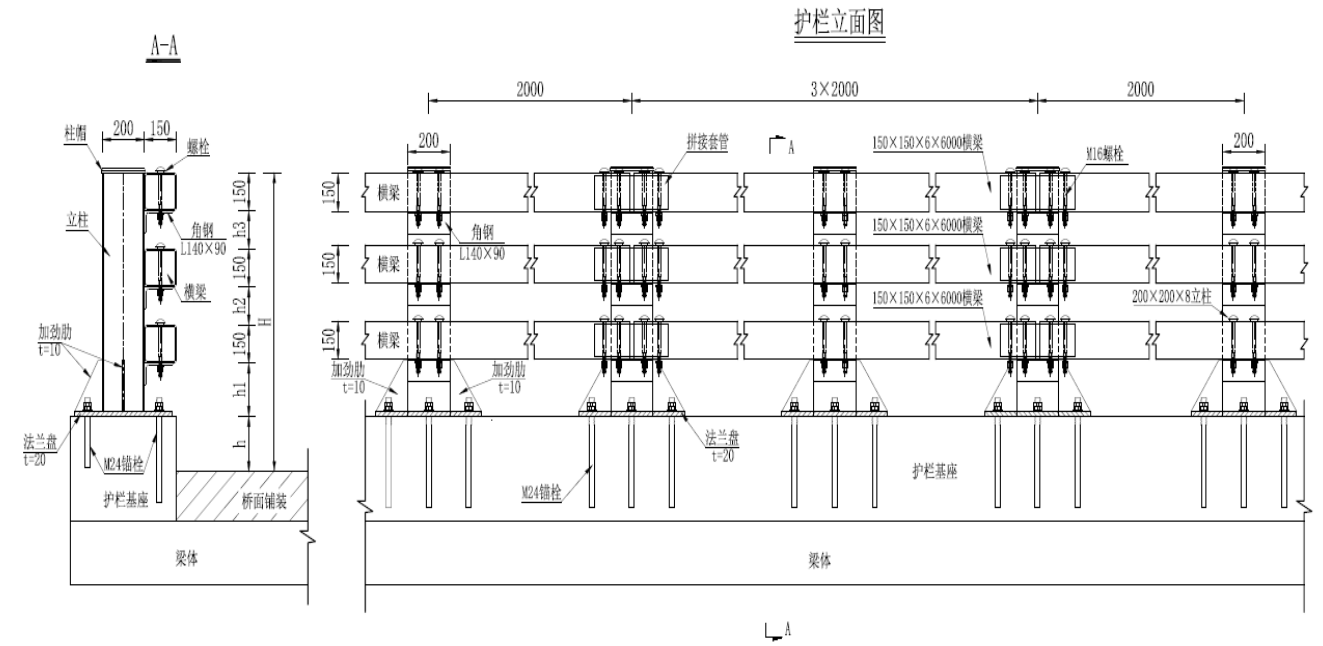 护栏立面图
A-A
2000
3×2000
2000
柱帽
200
150
螺栓
200
拼接套管
A
150×150×6×6000横梁
M16螺栓
200
150
150
横梁
立柱
h3
角钢
L140×90
角钢
L140×90
150×150×6×6000横梁
150
150
横梁
横梁
H
h2
150×150×6×6000横梁
200×200×8立柱
加劲肋
t=10
150
150
横梁
加劲肋
t=10
加劲肋
t=10
h1
法兰盘
t=20
h
法兰盘
t=20
M24锚栓
M24锚栓
护栏基座
护栏基座
桥面铺装
梁体
梁体
A